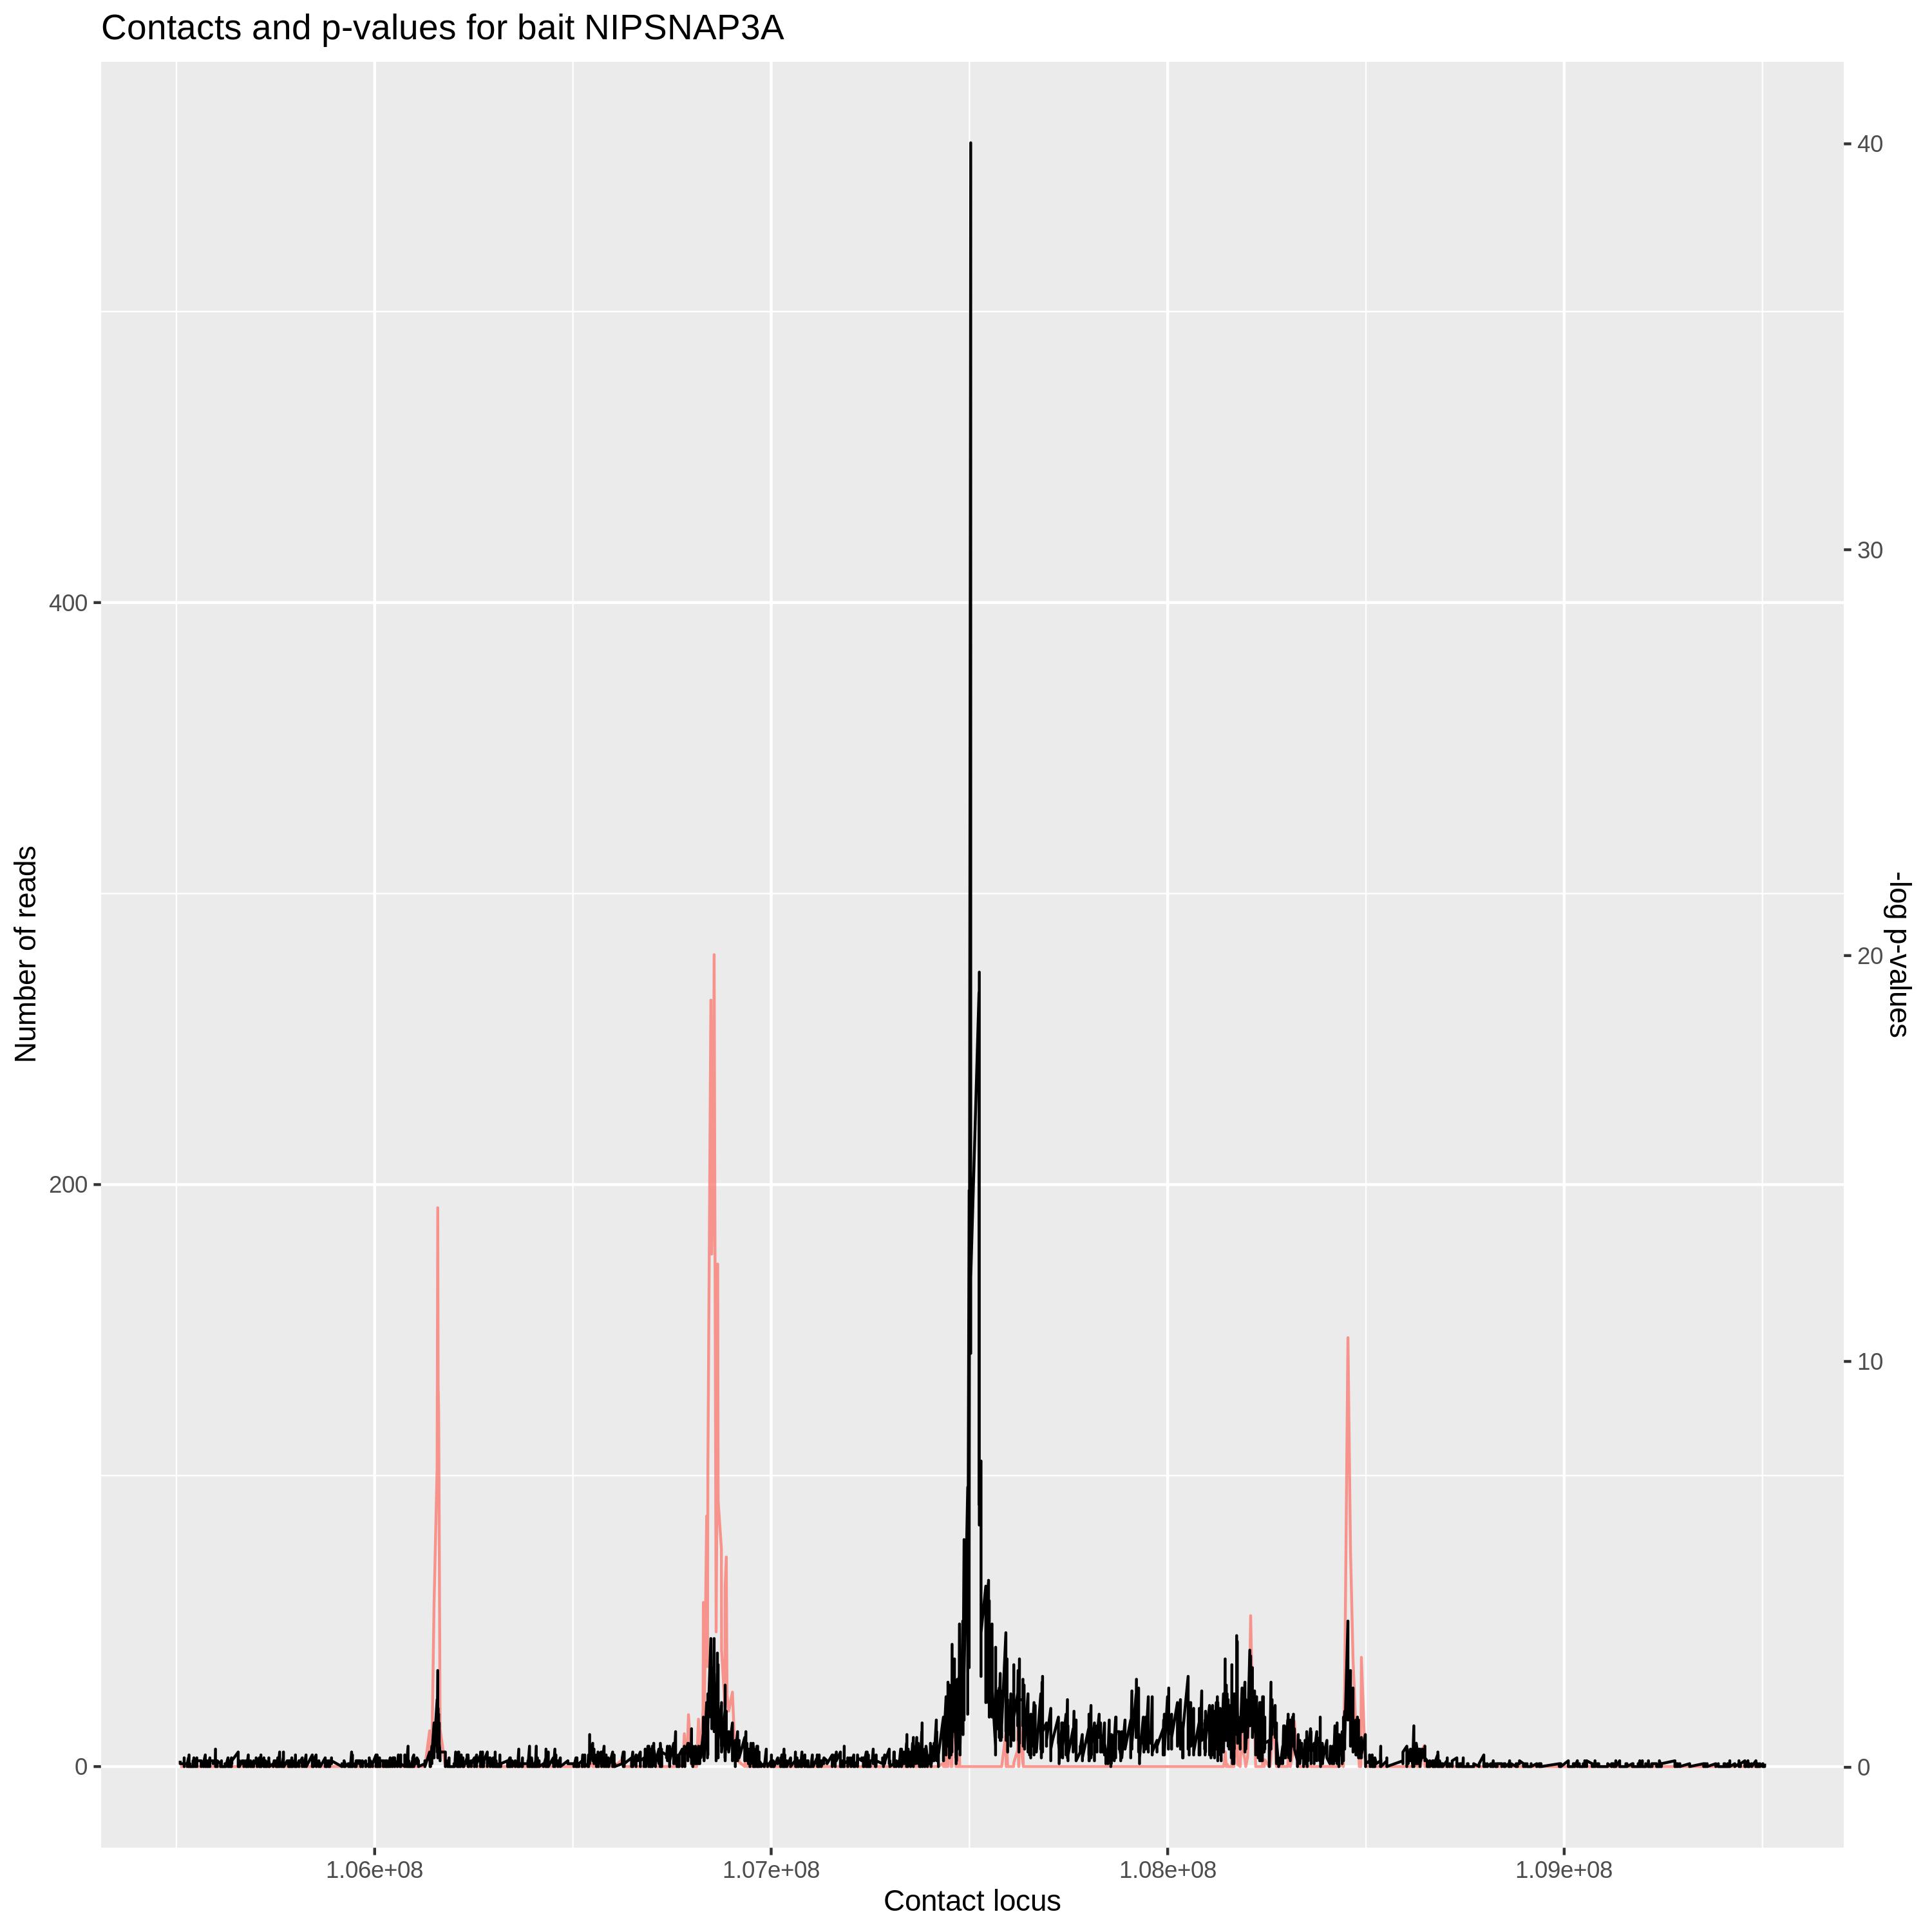 Contacts and p-values for bait NIPSNAP3A
40
30
400
20
Number of reads
-log p-values
200
10
0
0
1.06e+08
1.07e+08
1.08e+08
1.09e+08
Contact locus